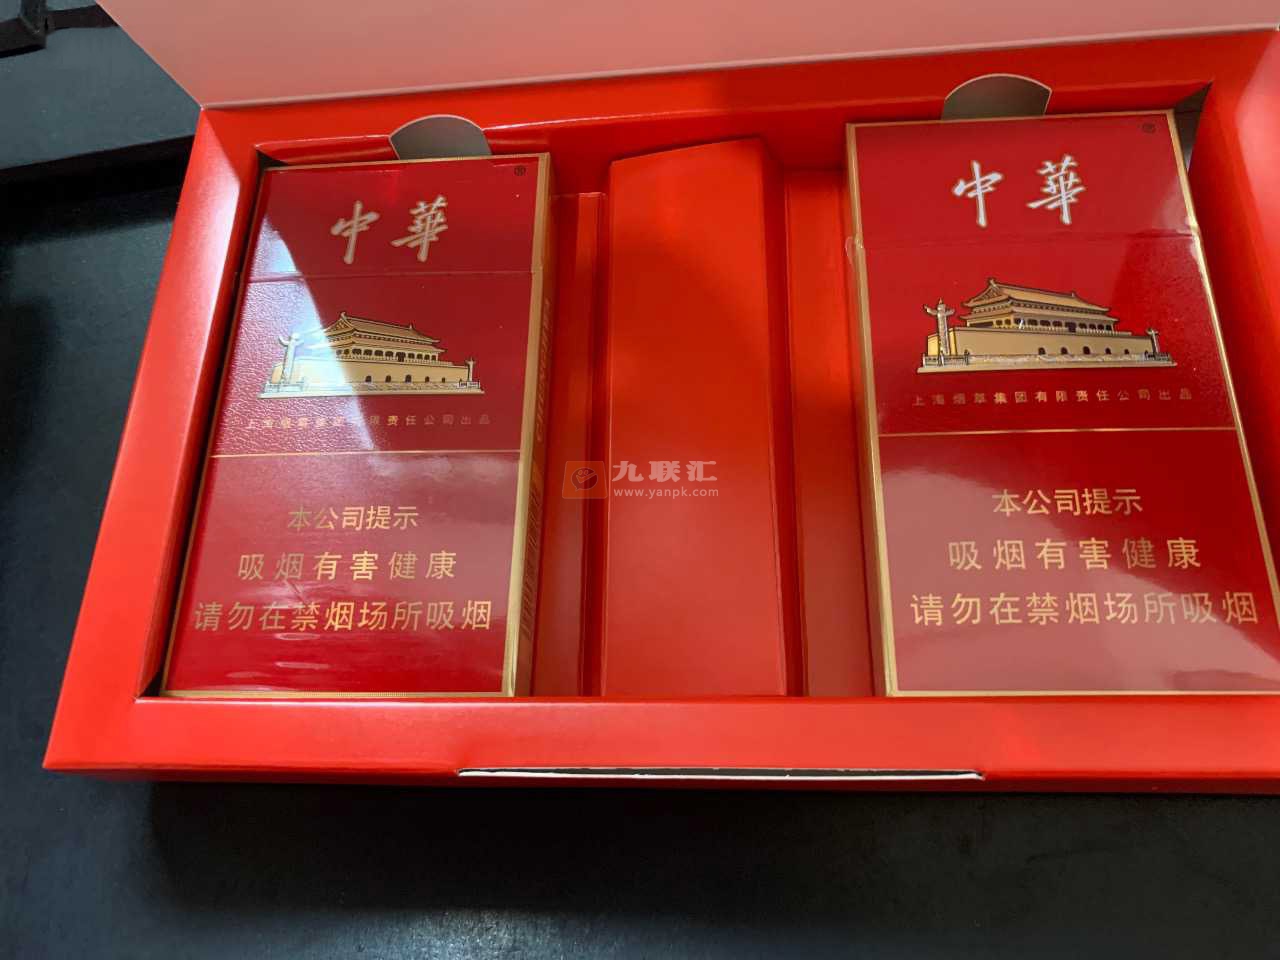 中華
®
上海烟草集团有限责任公司出品
本公司提示
吸烟有害健康
请勿在禁烟场所吸烟
九联汇
www.yanpk.com
中華
®
上海烟草集团有限责任公司出品
本公司提示
吸烟有害健康
请勿在禁烟场所吸烟